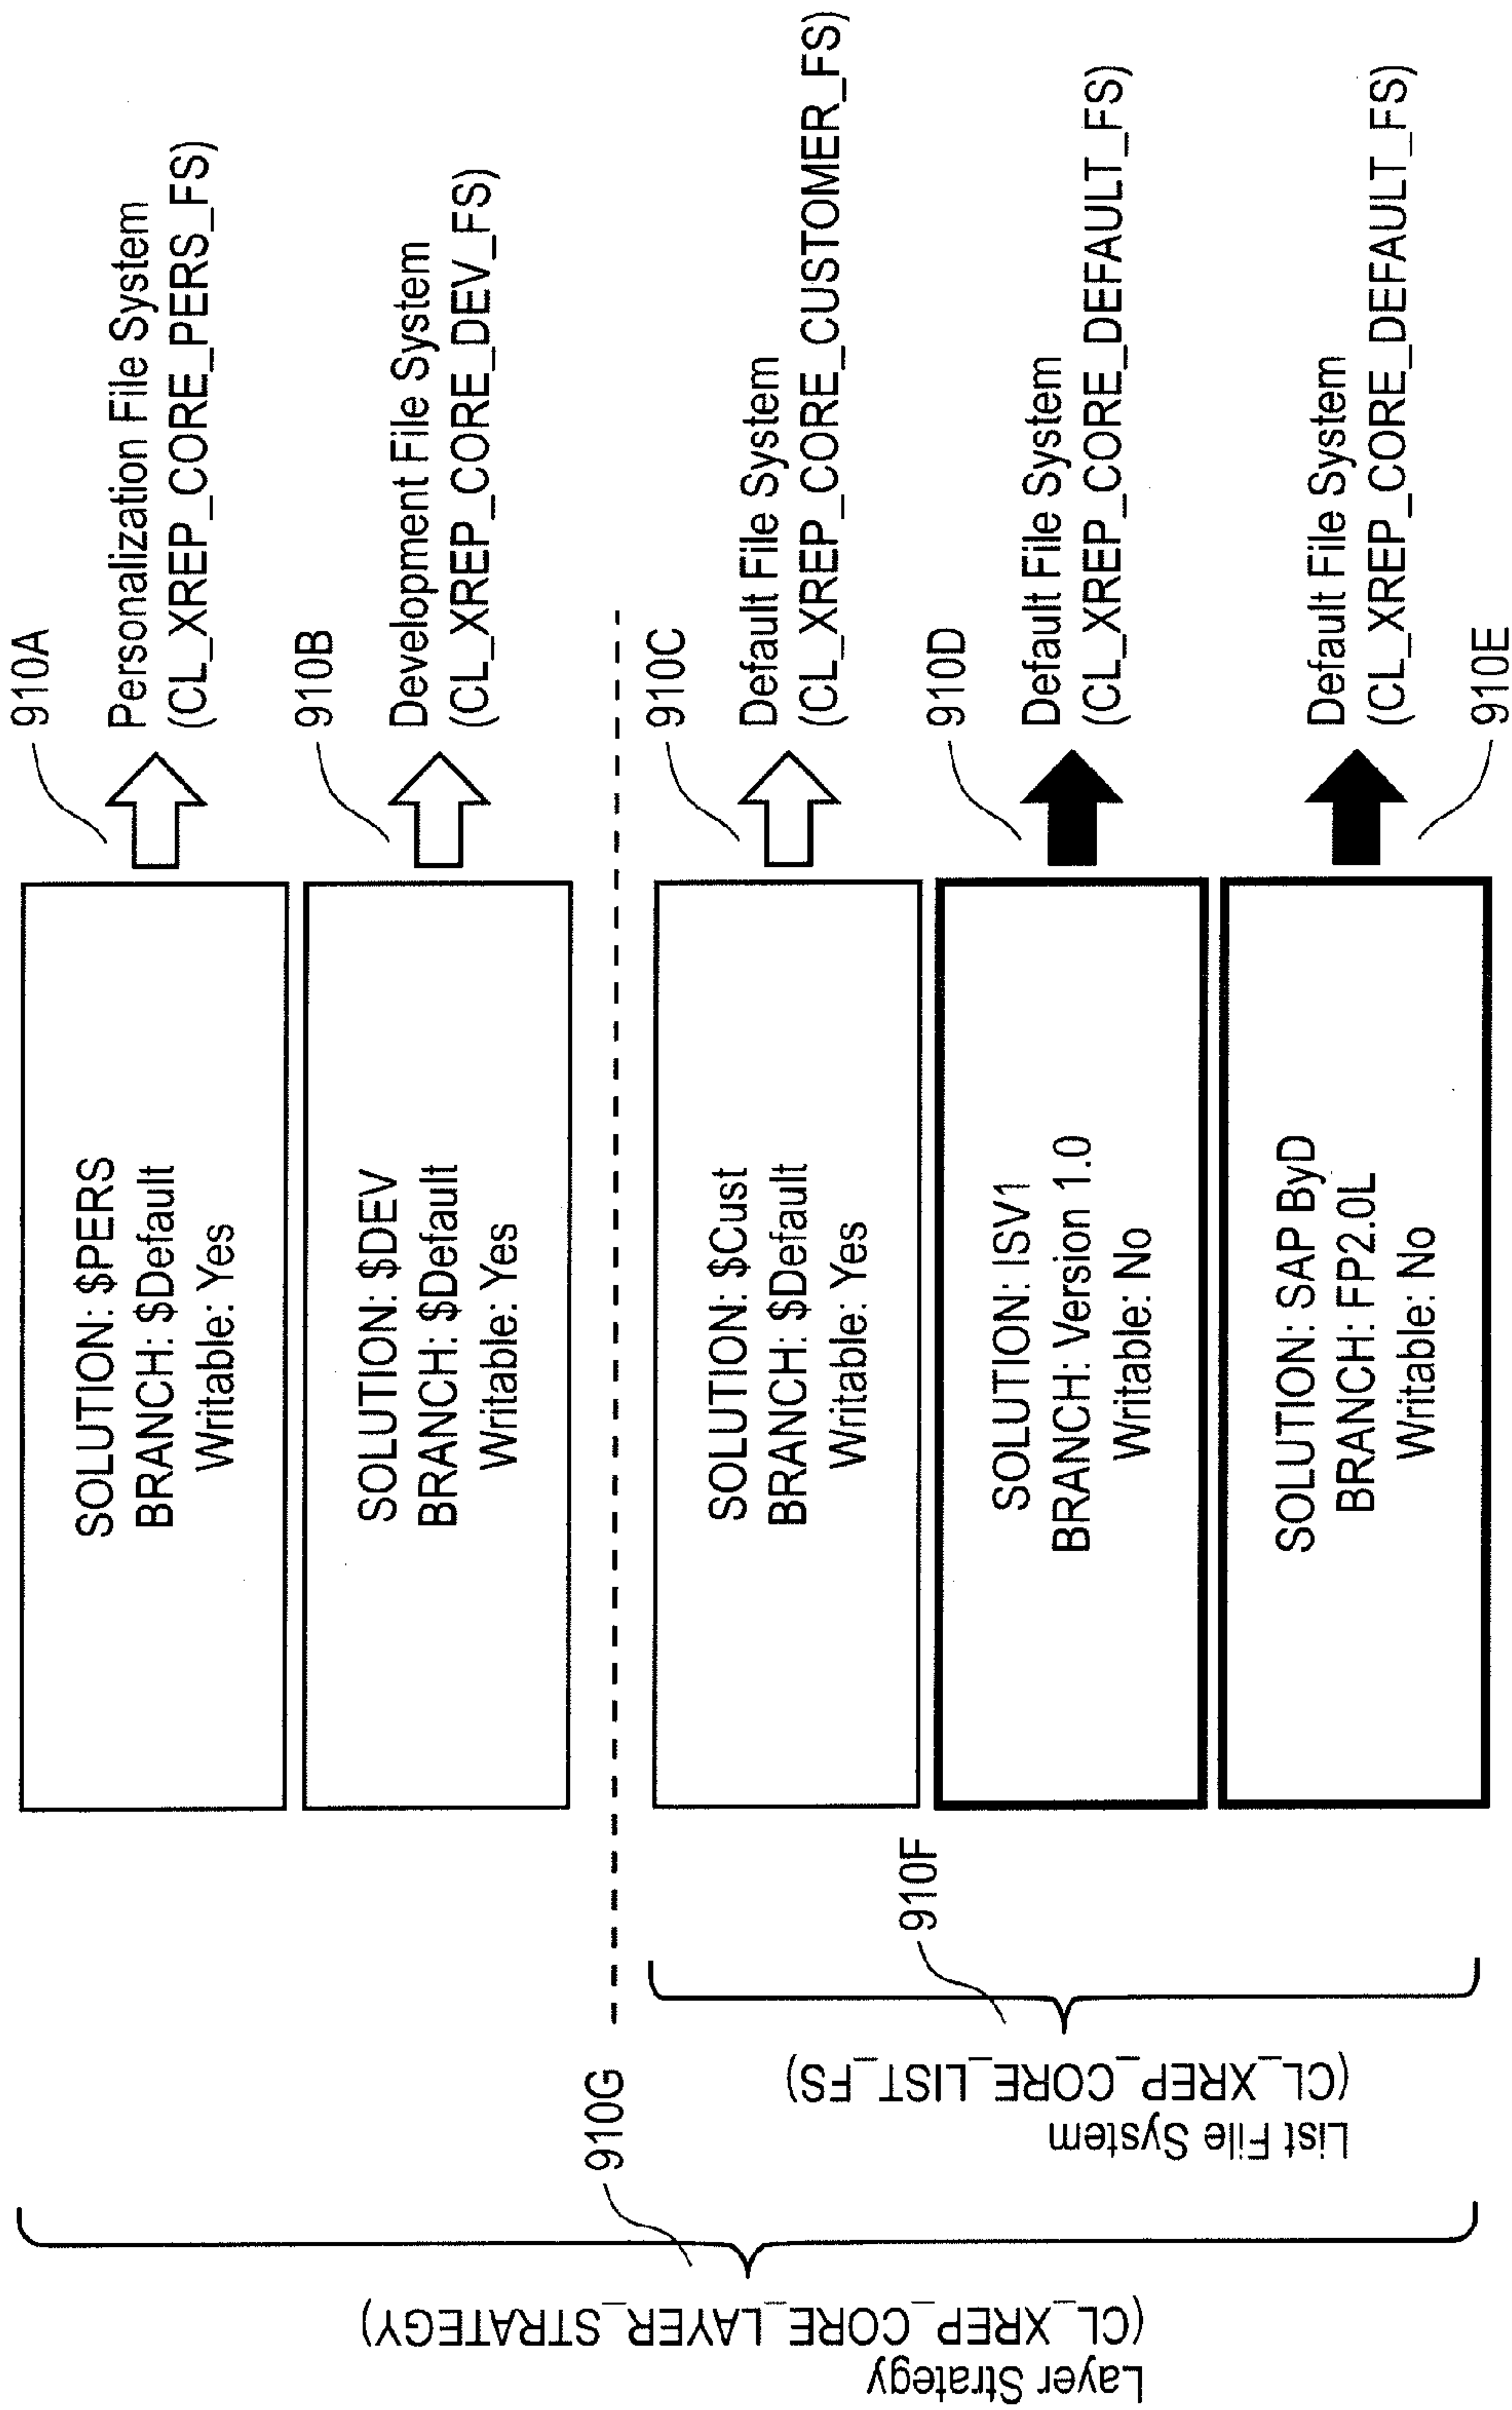 910A
SOLUTION: $PERS
BRANCH: $Default
Writable: Yes
Personalization File System
(CL_XREP_CORE_PERS_FS)
910B
SOLUTION: $DEV
BRANCH: $Default
Writable: Yes
Development File System
(CL_XREP_CORE_DEV_FS)
910G
Layer Strategy
(CL_XREP_CORE_LAYER_STRATEGY)
910C
SOLUTION: $Cust
BRANCH: $Default
Writable: Yes
Default File System
(CL_XREP_CORE_CUSTOMER_FS)
910F
List File System
(CL_XREP_CORE_LIST_FS)
910D
SOLUTION: ISV1
BRANCH: Version 1.0
Writable: No
Default File System
(CL_XREP_CORE_DEFAULT_FS)
SOLUTION: SAP ByD
BRANCH: FP2.0L
Writable: No
Default File System
(CL_XREP_CORE_DEFAULT_FS)
910E